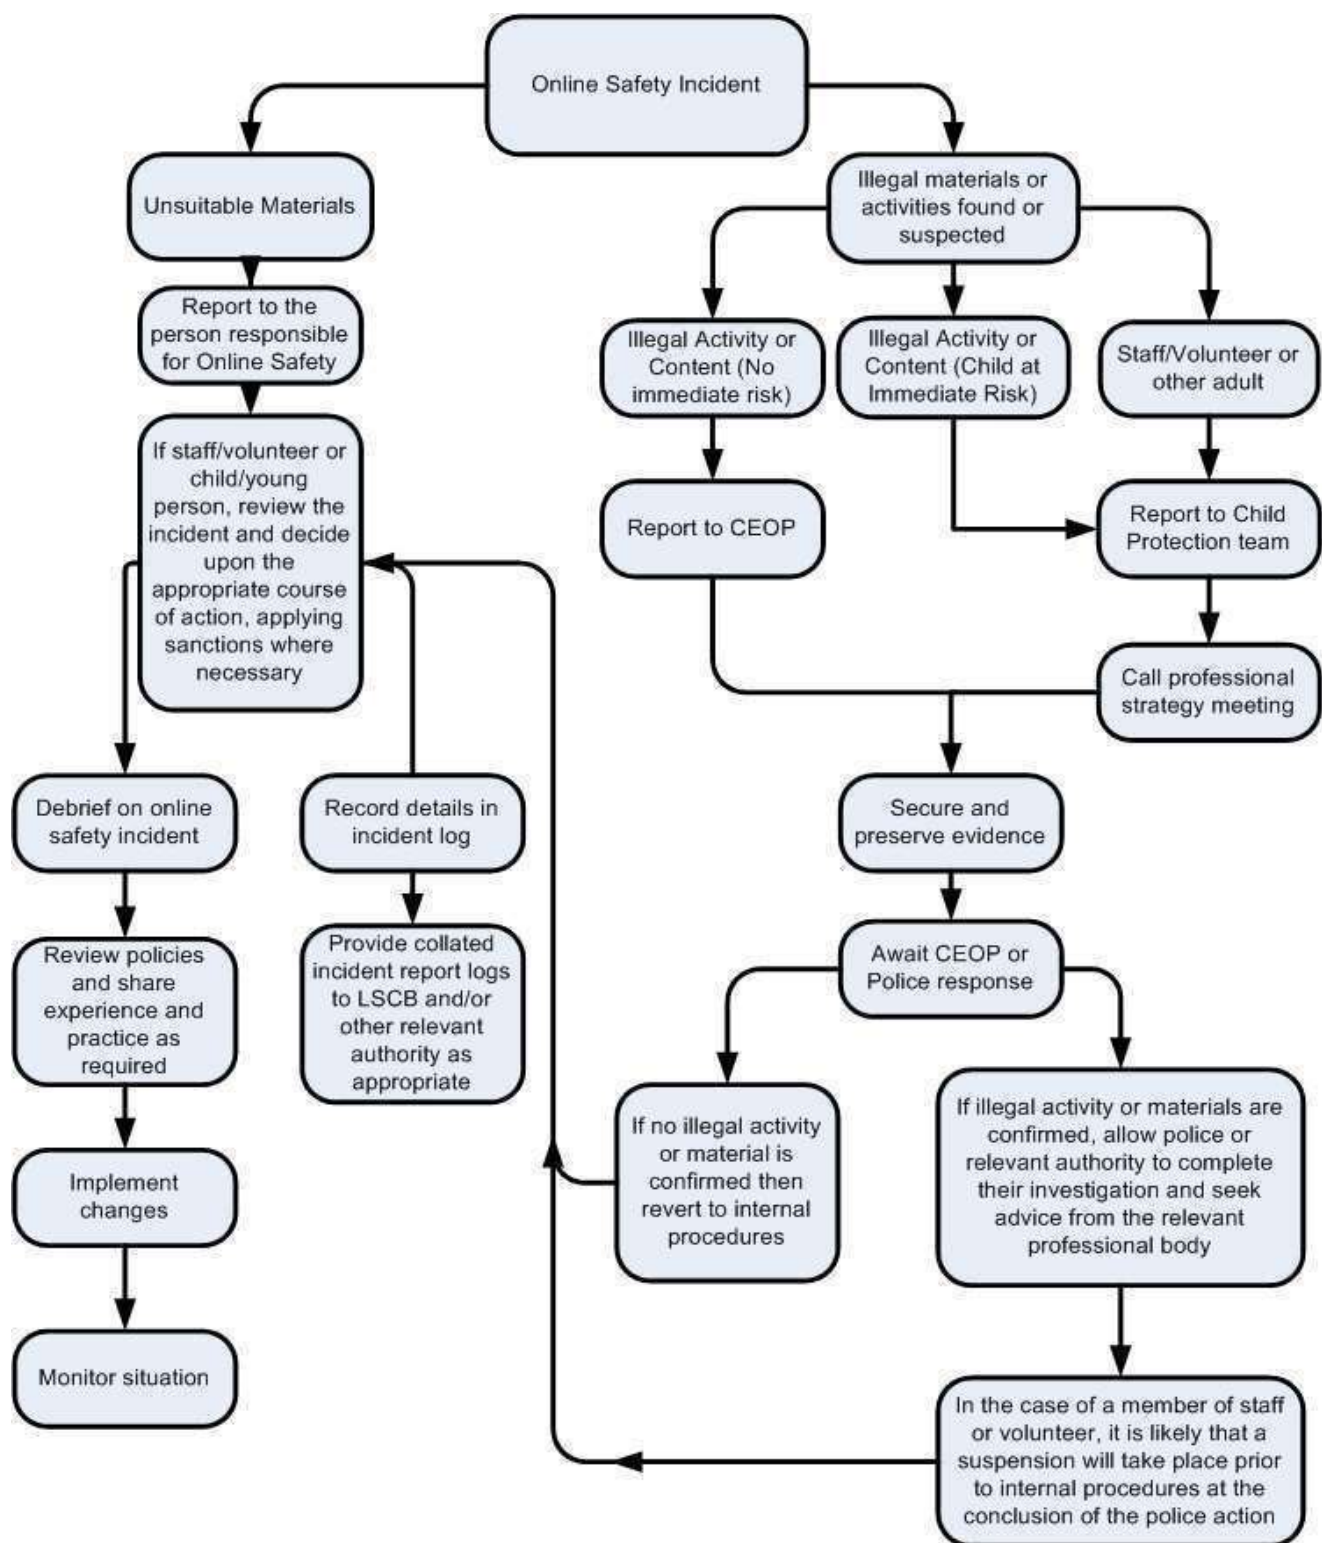 Online Safety Incident
Unsuitable Materials
Report to the
person responsible
for Online Safety
If staff/volunteer or
child/young
person, review the
incident and decide
upon the
appropriate course
of action, applying
sanctions where
necessary
Debrief on online
safety incident
Review policies
and share
experience and
practice as
required
Implement
changes
Monitor situation
Record details in
incident log
Provide collated
incident report logs
to LSCB and/or
other relevant
authority as
appropriate
Illegal materials or
activities found or
suspected
Illegal Activity or
Content (No
immediate risk)
Illegal Activity or
Content (Child at
Immediate Risk)
Staff/Volunteer or
other adult
Report to CEOP
Report to Child
Protection team
Call professional
strategy meeting
Secure and
preserve evidence
Await CEOP or
Police response
If no illegal activity
or material is
confirmed then
revert to internal
procedures
If illegal activity or materials are
confirmed, allow police or
relevant authority to complete
their investigation and seek
advice from the relevant
professional body
In the case of a member of staff
or volunteer, it is likely that a
suspension will take place prior
to internal procedures at the
conclusion of the police action